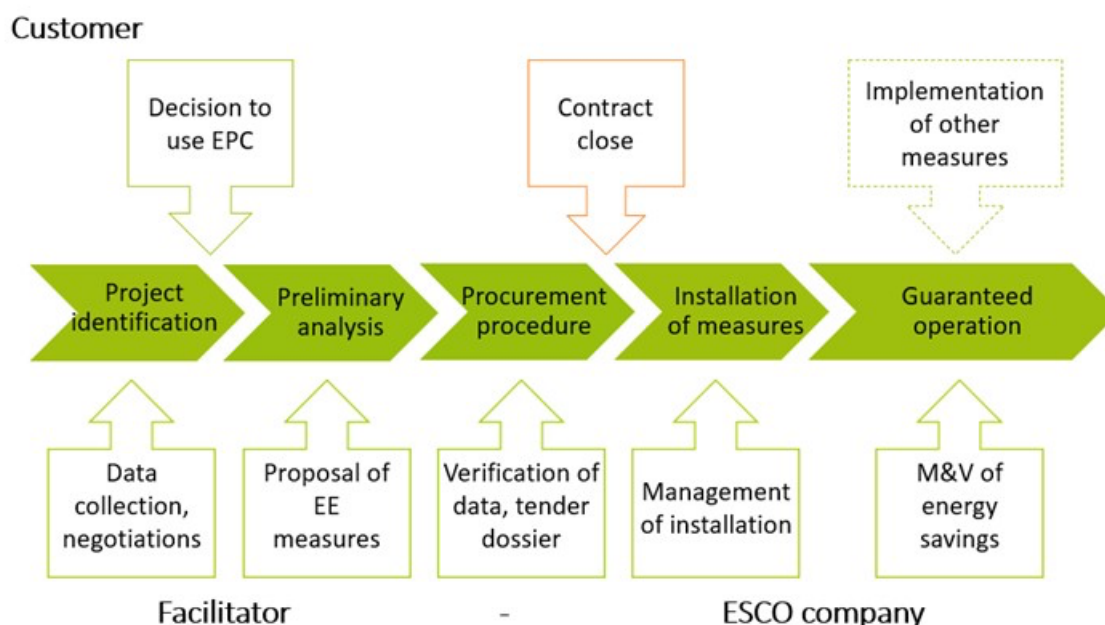 Customer
Decision to
use EPC
Contract
close
Implementation
of other
measures
Project
identification
Preliminary
analysis
Procurement
procedure
Installation
of measures
Guaranteed
operation
Data
collection,
negotiations
Proposal of
EE
measures
Verification of
data, tender
dossier
Management
of installation
M&V of
energy
savings
Facilitator - ESCO company